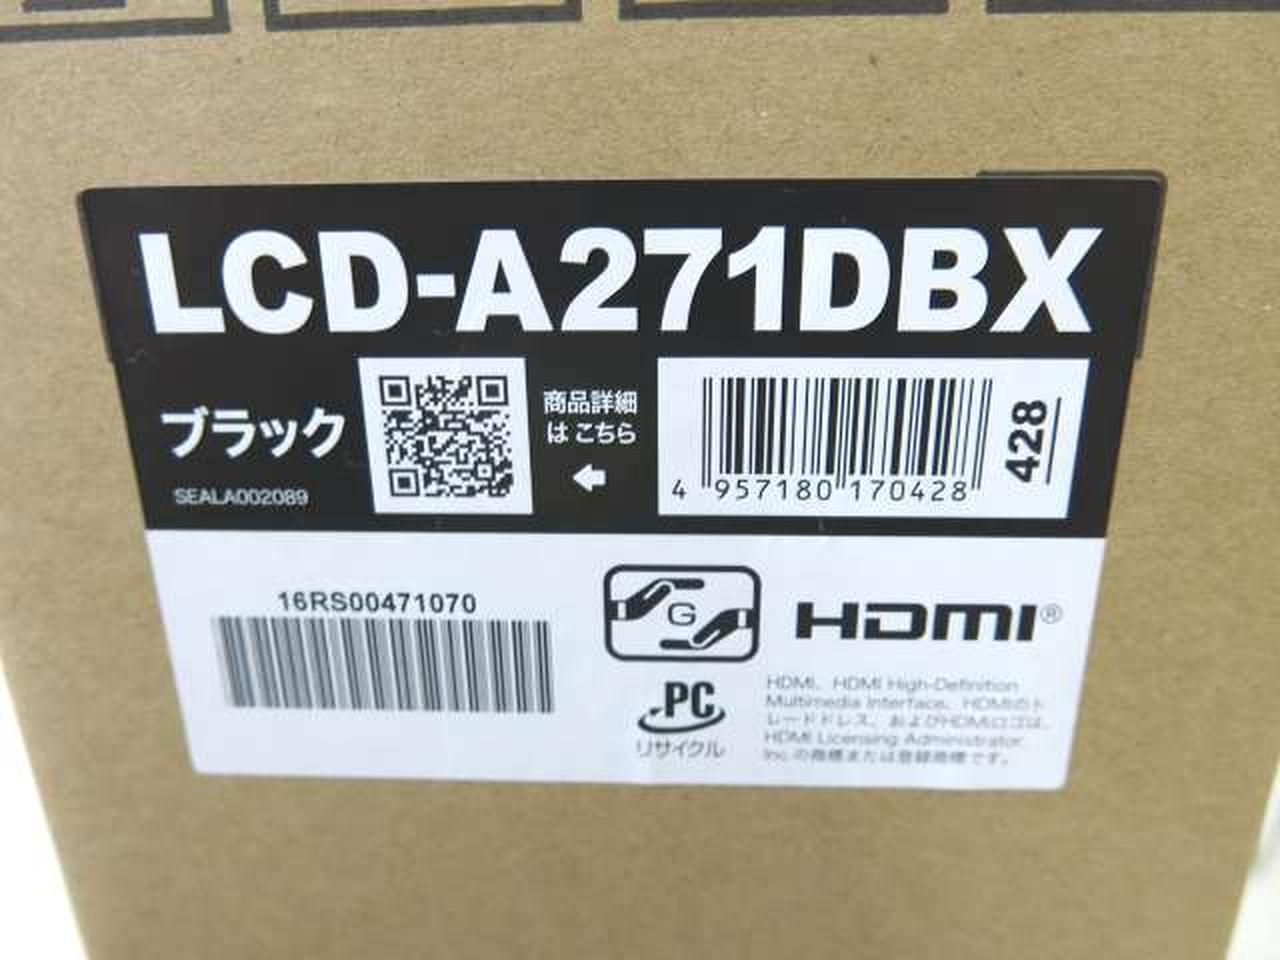 LCD-A271DBX
ブラック
SEALA002089
商品詳細
は こちら
4 957180 170428
428
16RS00471070
G
HDMI®
PC
リサイクル
HDMI、HDMI High-Definition
Multimedia Interface、HDMIのト
レードドレス、およびHDMIロゴは、
HDMI Licensing Administrator,
Inc.の商標または登録商標です。